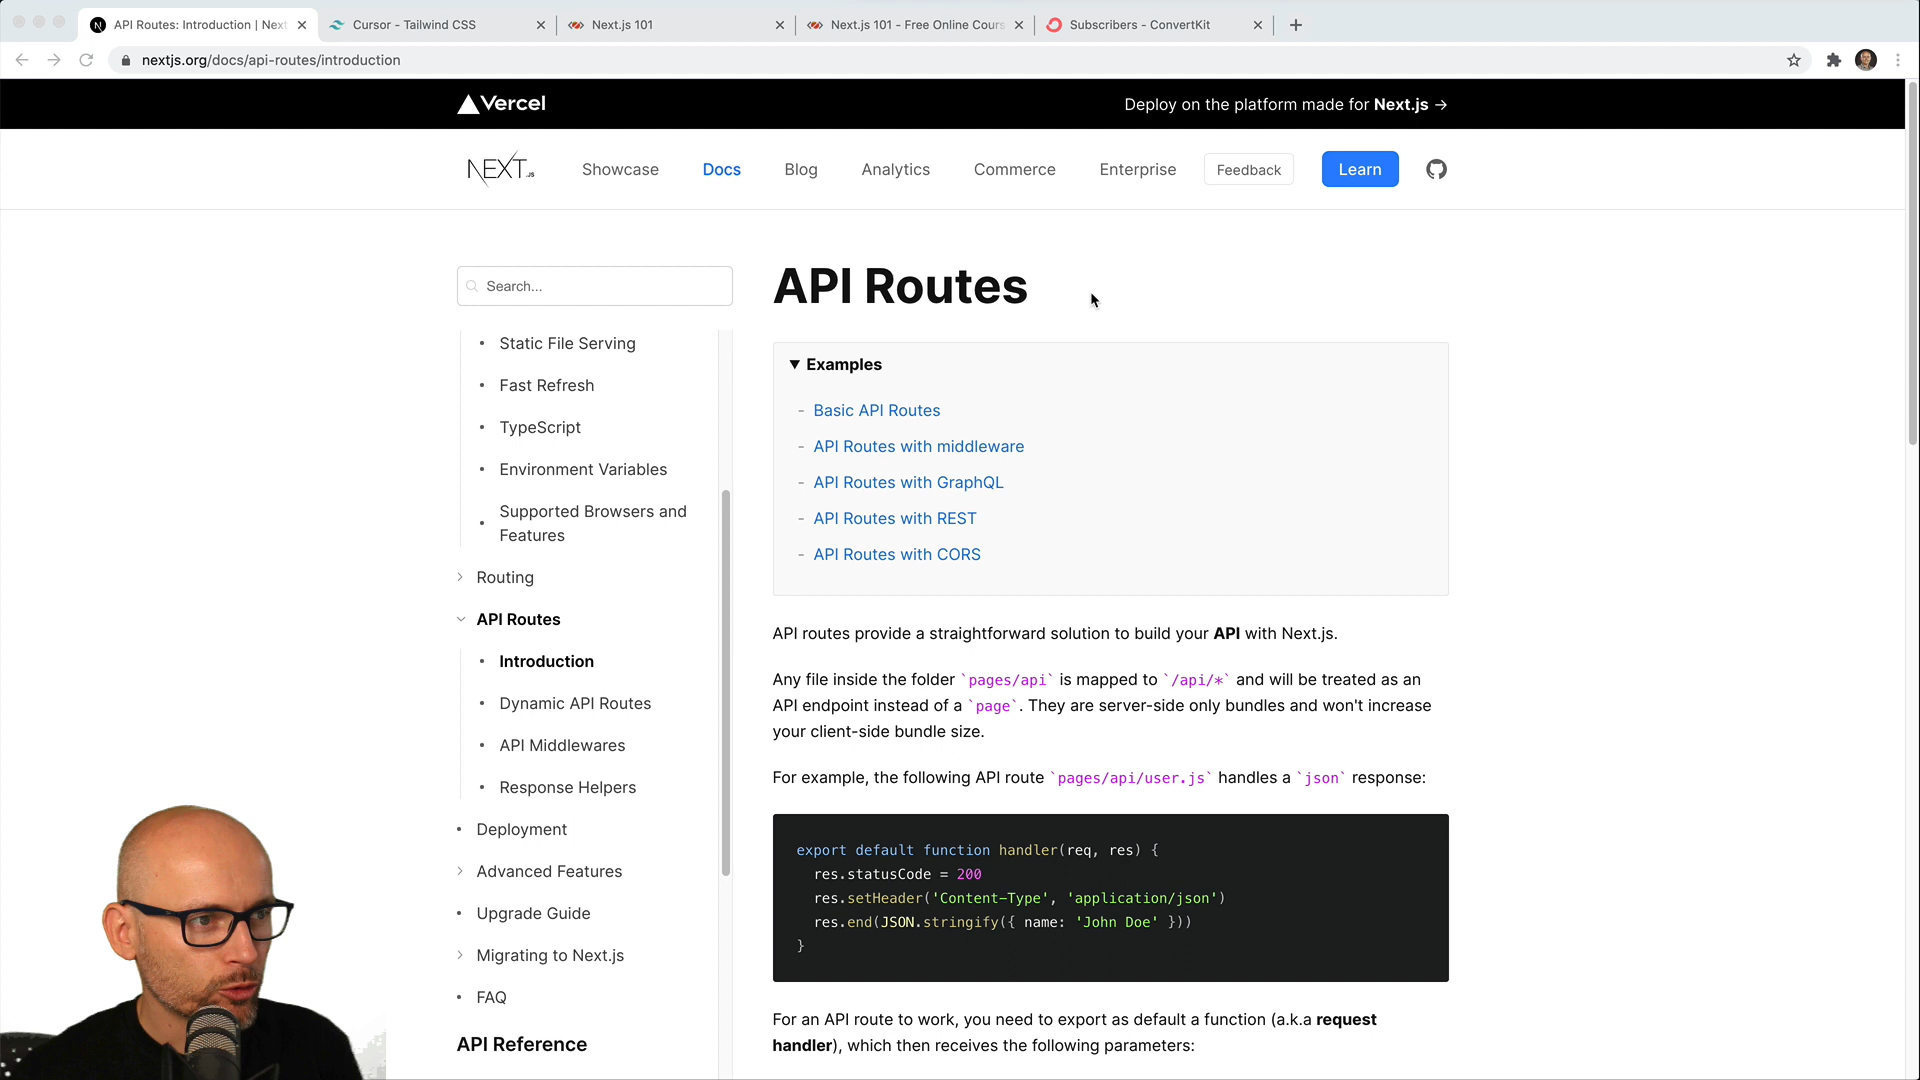 API Routes: Introduction | Next
Cursor - Tailwind CSS
Next.js 101
Next.js 101 - Free Online Cours
Subscribers - ConvertKit
nextjs.org/docs/api-routes/introduction
Vercel
Deploy on the platform made for Next.js →
NEXT.JS
Showcase
Docs
Blog
Analytics
Commerce
Enterprise
Feedback
Learn
Search...
Static File Serving
Fast Refresh
TypeScript
Environment Variables
Supported Browsers and
Features
Routing
API Routes
Introduction
Dynamic API Routes
API Middlewares
Response Helpers
Deployment
Advanced Features
Upgrade Guide
Migrating to Next.js
FAQ
API Reference
API Routes
▼ Examples
- Basic API Routes
- API Routes with middleware
- API Routes with GraphQL
- API Routes with REST
- API Routes with CORS
API routes provide a straightforward solution to build your API with Next.js.
Any file inside the folder `pages/api` is mapped to `/api/*` and will be treated as an
API endpoint instead of a `page`. They are server-side only bundles and won't increase
your client-side bundle size.
For example, the following API route `pages/api/user.js` handles a `json` response:
export default function handler(req, res) {
res.statusCode = 200
res.setHeader('Content-Type', 'application/json')
res.end(JSON.stringify({ name: 'John Doe' }))
}
For an API route to work, you need to export as default a function (a.k.a request
handler), which then receives the following parameters: